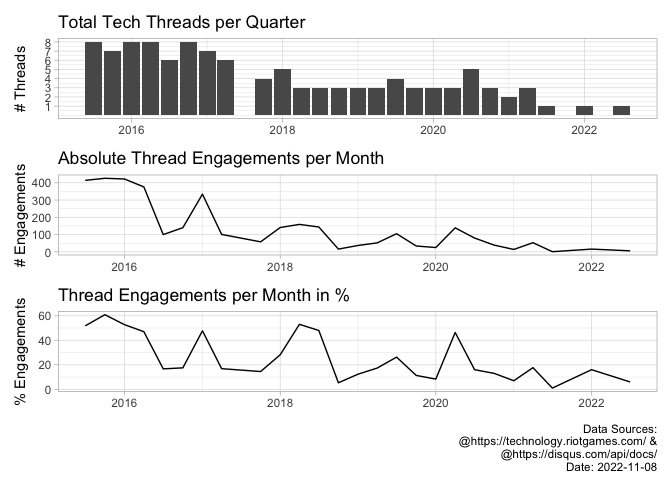 Total Tech Threads per Quarter
# Threads
8
7
6
5
4
3
2
1
2016 2018 2020 2022
Absolute Thread Engagements per Month
# Engagements
400
300
200
100
0
2016 2018 2020 2022
Thread Engagements per Month in %
% Engagements
60
40
20
0
2016 2018 2020 2022
Data Sources:
@https://technology.riotgames.com/ &
@https://disqus.com/api/docs/
Date: 2022-11-08